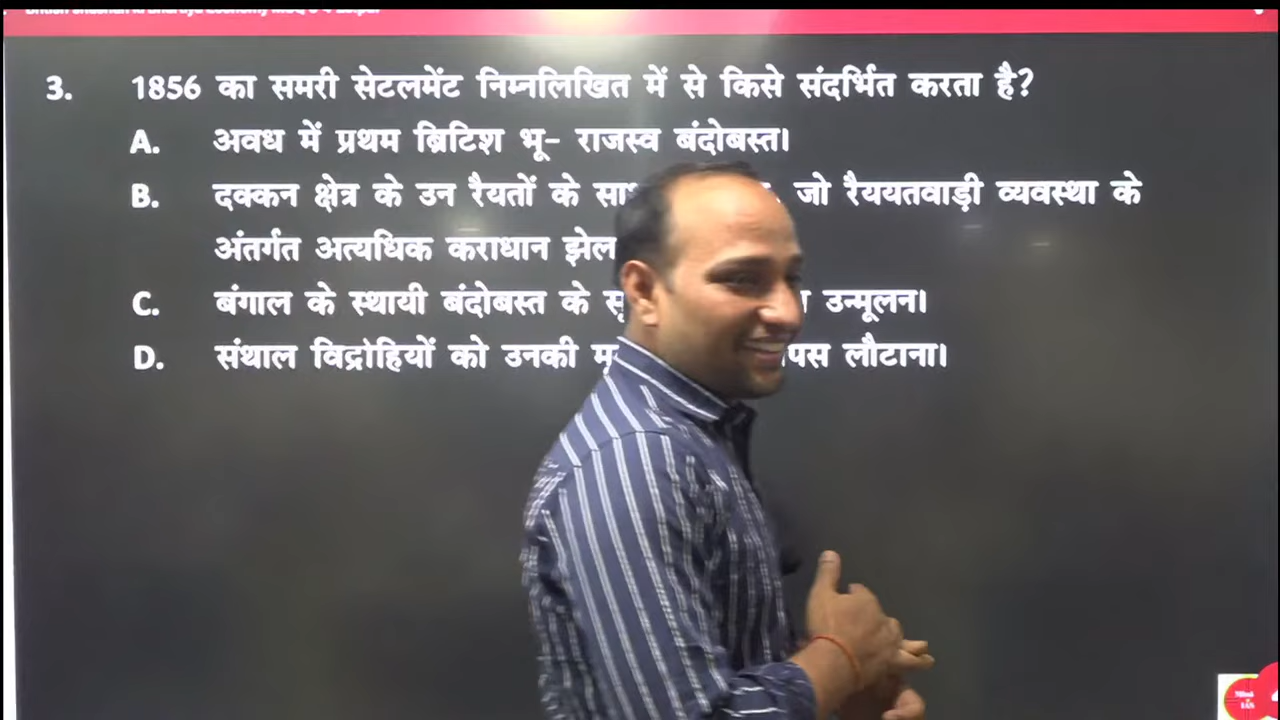 3. 1856 का समरी सेटलमेंट निम्नलिखित में से किसे संदर्भित करता है?
A. अवध में प्रथम ब्रिटिश भू- राजस्व बंदोबस्त।
B. दक्कन क्षेत्र के उन रैयतों के जो रैययतवाड़ी व्यवस्था के
अंतर्गत अत्यधिक कराधान
C. बंगाल के स्थायी बंदोबस्त के उन्मूलन।
D. संथाल विद्रोहियों को उनकी लौटाना।